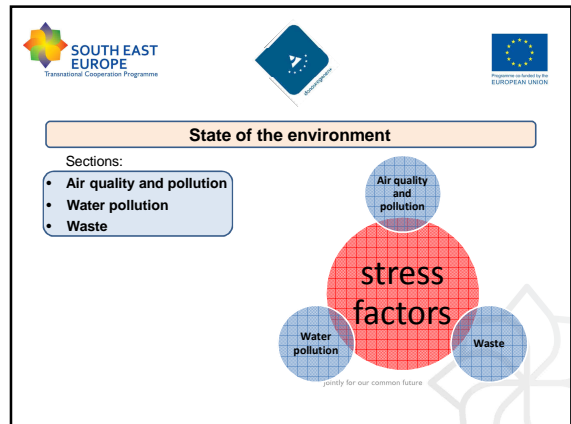 SOUTH EAST
EUROPE
Transnational Cooperation Programme
Programme co-funded by the
EUROPEAN UNION
State of the environment
Sections:
• Air quality and pollution
• Water pollution
• Waste
Air quality
and
pollution
stress
factors
Water
pollution
Waste
jointly for our common future